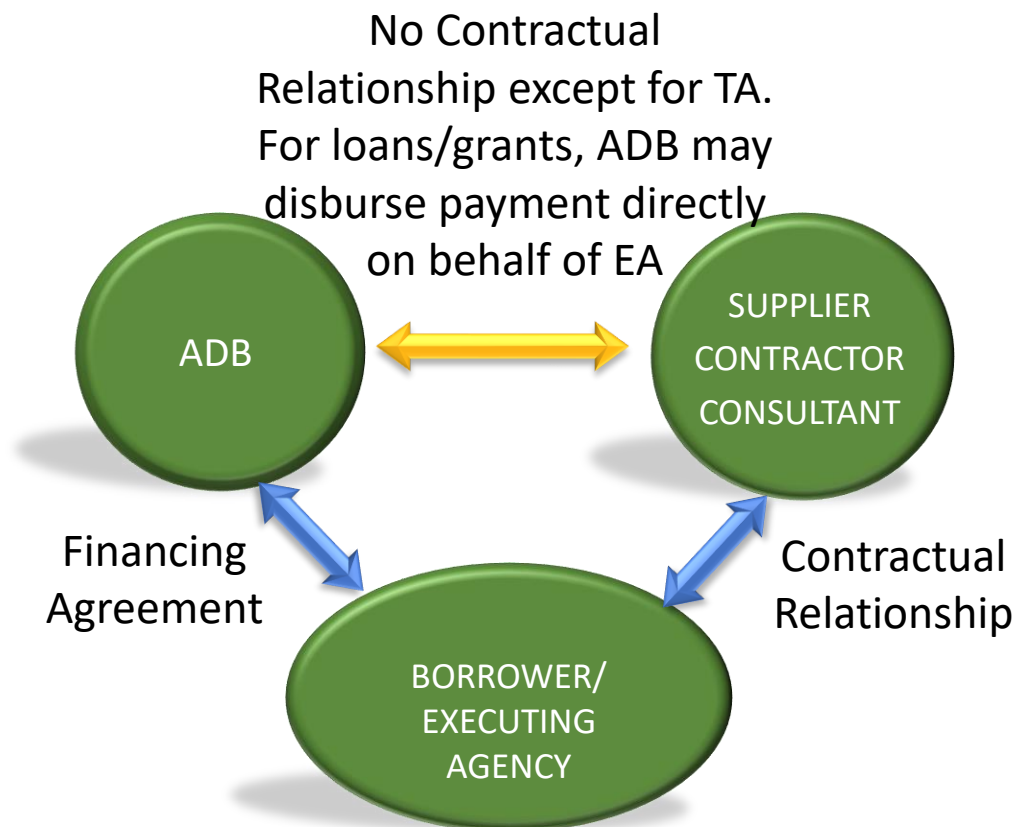 No Contractual
Relationship except for TA.
For loans/grants, ADB may
disburse payment directly
on behalf of EA
ADB
SUPPLIER
CONTRACTOR
CONSULTANT
Financing
Agreement
Contractual
Relationship
BORROWER/
EXECUTING
AGENCY